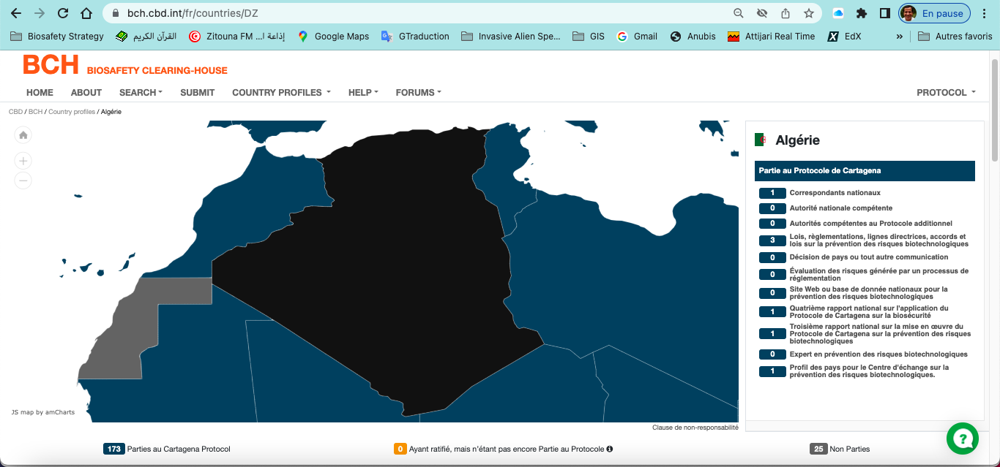 bch.cbd.int/fr/countries/DZ
En pause
Biosafety Strategy
القرآن الكريم
Zitouna FM ...إذاعة ا
Google Maps
GTraduction
Invasive Alien Spe...
GIS
Gmail
Anubis
Attijari Real Time
EdX
»
Autres favoris
BCH BIOSAFETY CLEARING-HOUSE
HOME
ABOUT
SEARCH
SUBMIT
COUNTRY PROFILES
HELP
FORUMS
PROTOCOL
CBD / BCH / Country profiles / Algérie
Algérie
Partie au Protocole de Cartagena
1 Correspondants nationaux
0 Autorité nationale compétente
0 Autorités compétentes au Protocole additionnel
3 Lois, règlementations, lignes directrices, accords et
lois sur la prévention des risques biotechnologiques
0 Décision de pays ou tout autre communication
0 Évaluation des risques générée par un processus de
réglementation
0 Site Web ou base de donnée nationaux pour la
prévention des risques biotechnologiques
1 Quatrième rapport national sur l'application du
Protocole de Cartagena sur la biosécurité
1 Troisième rapport national sur la mise en œuvre du
Protocole de Cartagena sur la prévention des risques
biotechnologiques
0 Expert en prévention des risques biotechnologiques
1 Profil des pays pour le Centre d'échange sur la
prévention des risques biotechnologiques.
JS map by amCharts
Clause de non-responsabilité
173 Parties au Cartagena Protocol
0 Ayant ratifié, mais n'étant pas encore Partie au Protocole
25 Non Parties